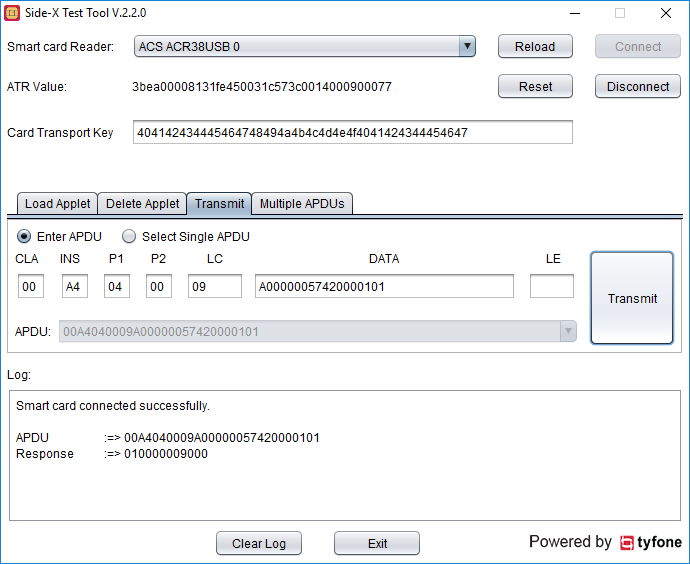 Side-X Test Tool V.2.2.0
Smart card Reader: ACS ACR38USB 0 Reload Connect
ATR Value: 3bea00008131fe450031c573c0014000900077 Reset Disconnect
Card Transport Key 404142434445464748494a4b4c4d4e4f4041424344454647
Load Applet Delete Applet Transmit Multiple APDUs
Enter APDU Select Single APDU
CLA INS P1 P2 LC DATA LE
00 A4 04 00 09 A00000057420000101 Transmit
APDU: 00A4040009A00000057420000101
Log:
Smart card connected successfully.
APDU :=> 00A4040009A00000057420000101
Response :=> 010000009000
Clear Log Exit Powered by tyfone